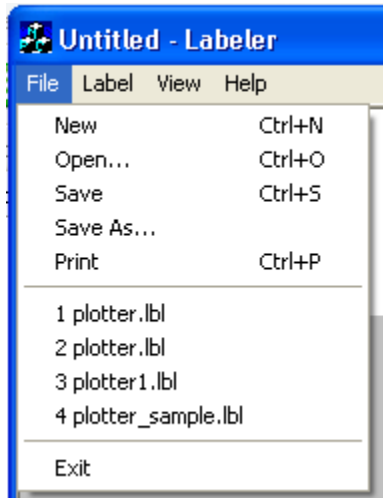 Untitled - Labeler
File Label View Help
New Ctrl+N
Open... Ctrl+O
Save Ctrl+S
Save As...
Print Ctrl+P
1 plotter.lbl
2 plotter.lbl
3 plotter1.lbl
4 plotter_sample.lbl
Exit